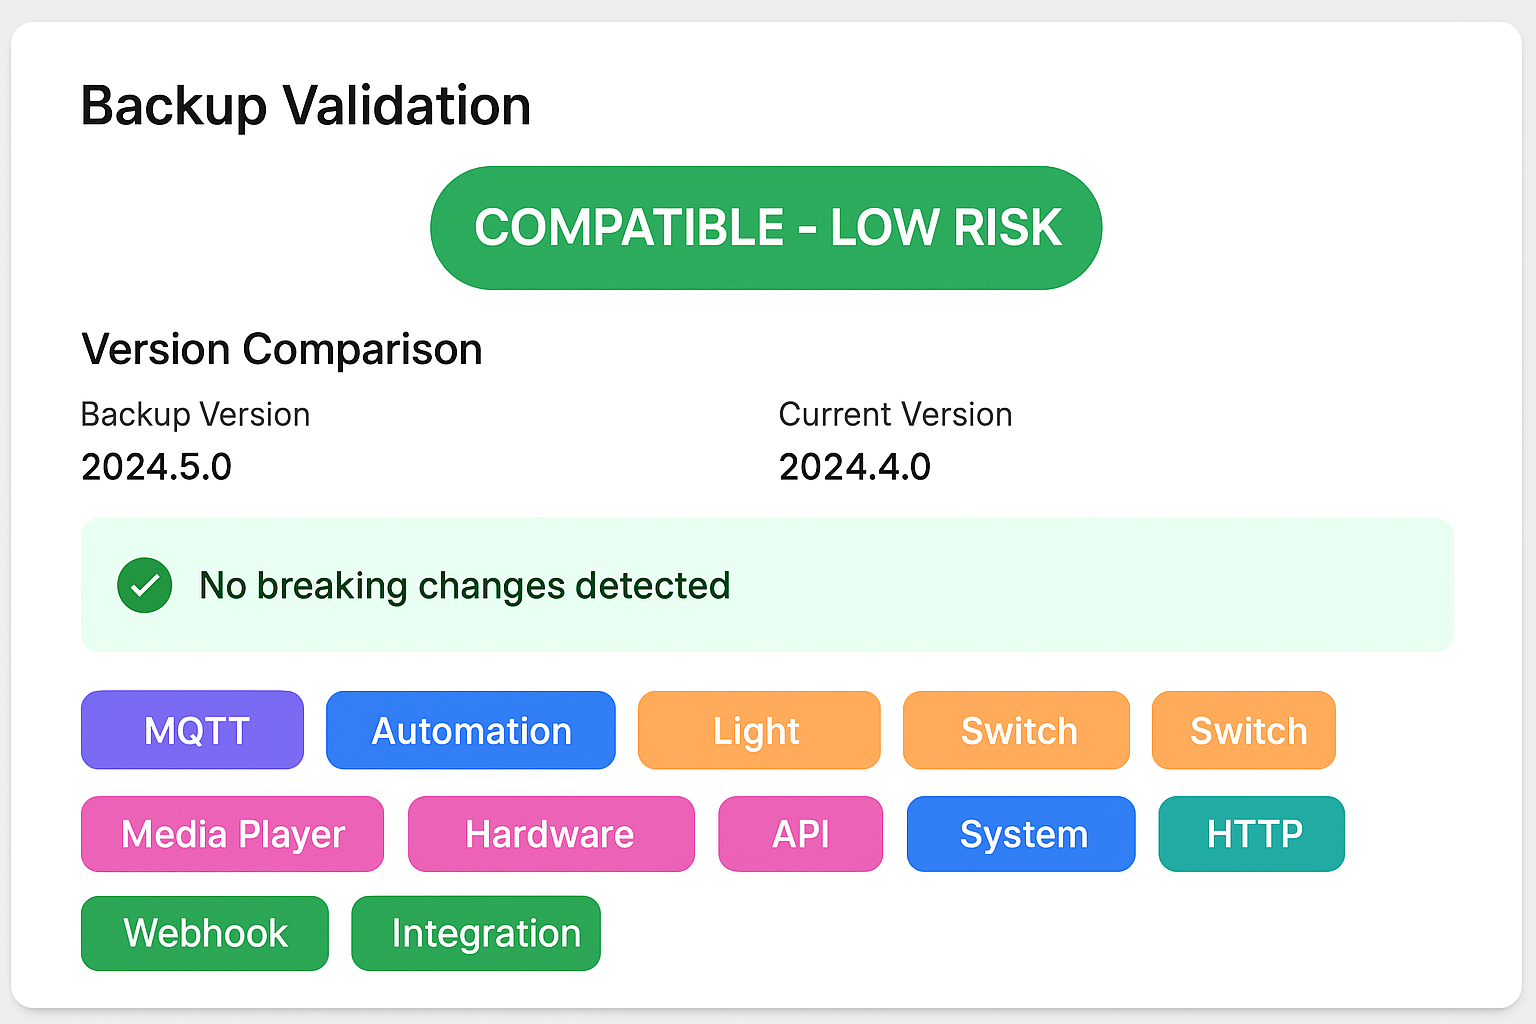 Backup Validation
COMPATIBLE - LOW RISK
Version Comparison
Backup Version Current Version
2024.5.0 2024.4.0
No breaking changes detected
MQTT Automation Light Switch Switch
Media Player Hardware API System HTTP
Webhook Integration